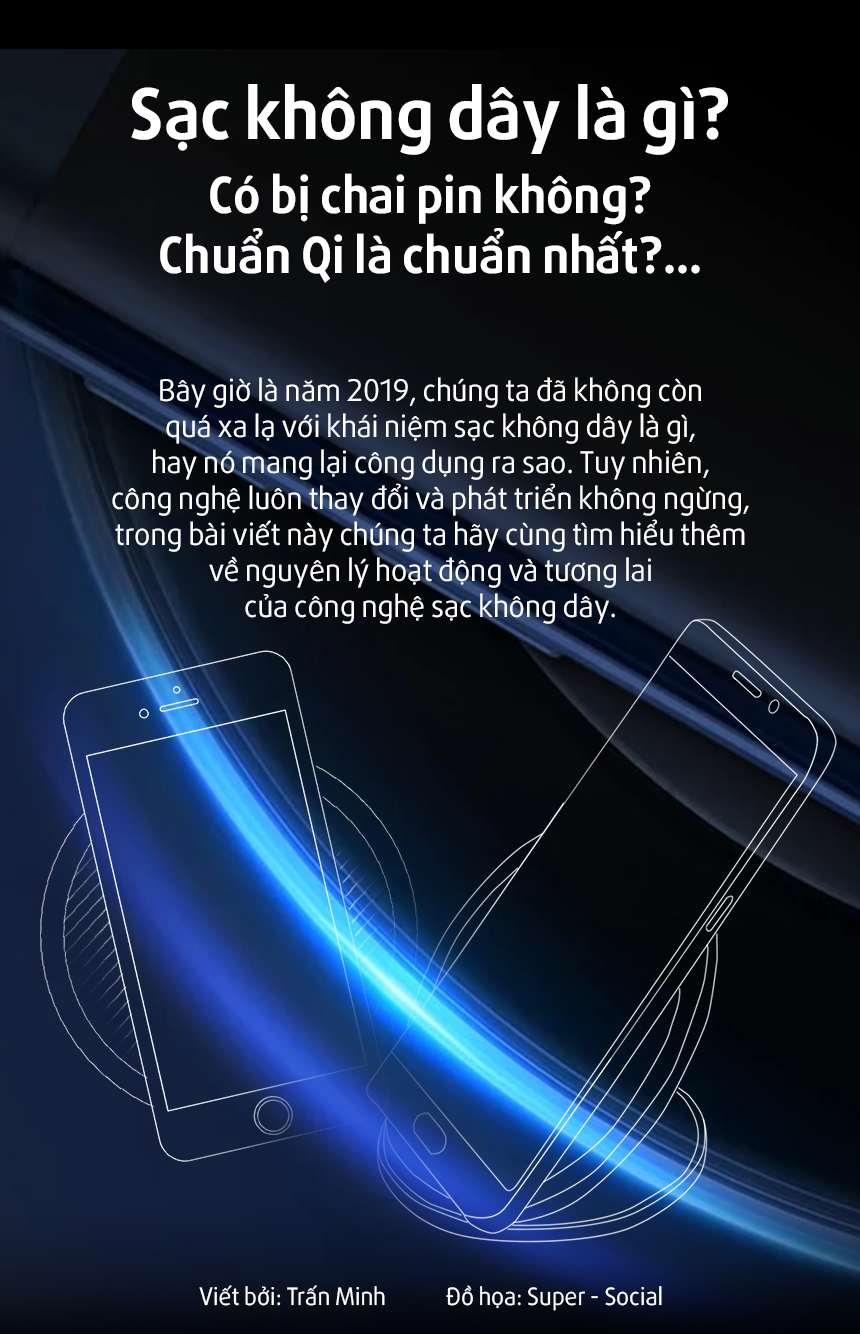 Sạc không dây là gì?
Có bị chai pin không?
Chuẩn Qi là chuẩn nhất?...
Bây giờ là năm 2019, chúng ta đã không còn
quá xa lạ với khái niệm sạc không dây là gì,
hay nó mang lại công dụng ra sao. Tuy nhiên,
công nghệ luôn thay đổi và phát triển không ngừng,
trong bài viết này chúng ta hãy cùng tìm hiểu thêm
về nguyên lý hoạt động và tương lai
của công nghệ sạc không dây.
Viết bởi: Trấn Minh
Đồ họa: Super - Social